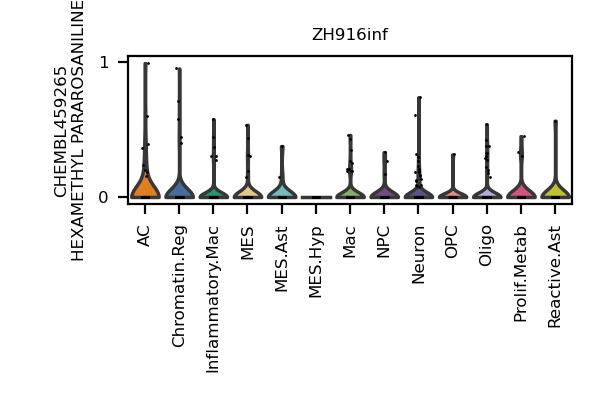 ZH916inf
CHEMBL459265
HEXAMETHYL PARAROSANILINE
1
0
AC
Chromatin.Reg
Inflammatory.Mac
MES
MES.Ast
MES.Hyp
Mac
NPC
Neuron
OPC
Oligo
Prolif.Metab
Reactive.Ast